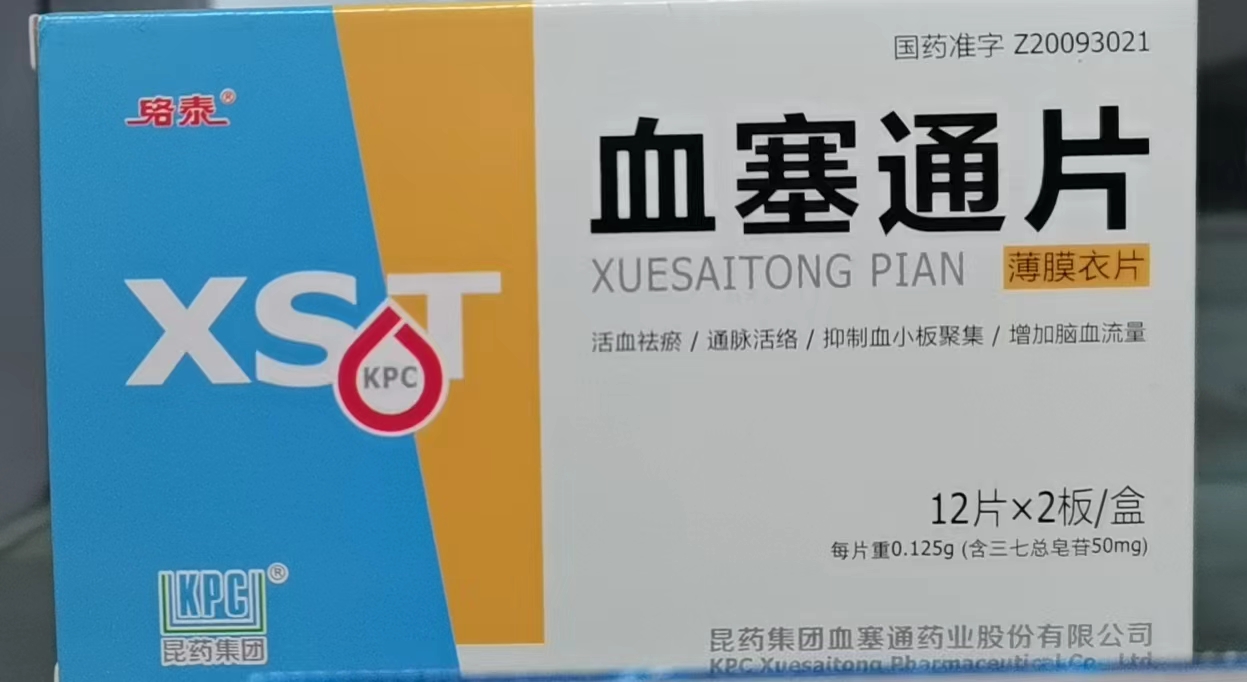 国药准字 Z20093021
络泰®
血塞通片
XUESAITONG PIAN 薄膜衣片
XST
KPC
活血祛瘀 / 通脉活络 / 抑制血小板聚集 / 增加脑血流量
12片×2板/盒
每片重0.125g (含三七总皂苷50mg)
KPC®
昆药集团
昆药集团血塞通药业股份有限公司
KPC Xuesaitong Pharmaceutical Co., Ltd.